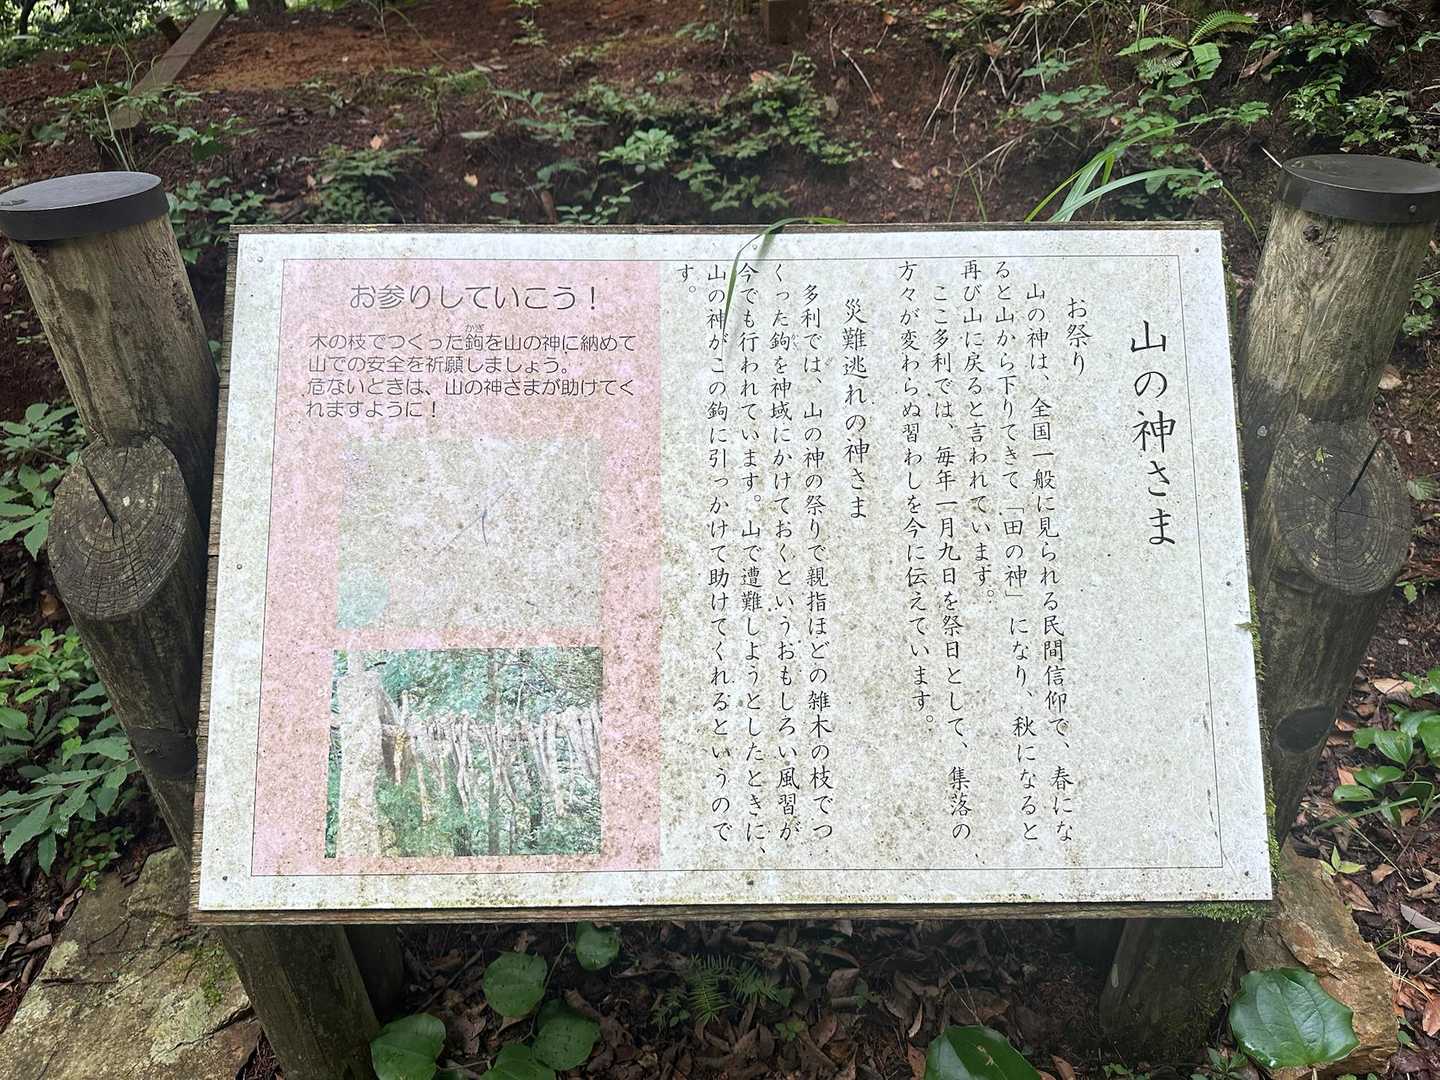 山の神さま
お祭り
山の神は、全国一般に見られる民間信仰で、春にな
ると山から下りてきて「田の神」になり、秋になると
再び山に戻ると言われています。
ここ多利では、毎年一月九日を祭日として、集落の
方々が変わらぬ習わしを今に伝えています。
災難逃れの神さま
多利では、山の神の祭りで親指ほどの雑木の枝でつ
くった鉤を神域にかけておくというおもしろい風習が
今でも行われています。山で遭難しようとしたときに、
山の神がこの鉤に引っかけて助けてくれるというので
す。
お参りしていこう！
かぎ
木の枝でつくった鉤を山の神に納めて
山での安全を祈願しましょう。
危ないときは、山の神さまが助けてく
れますように！